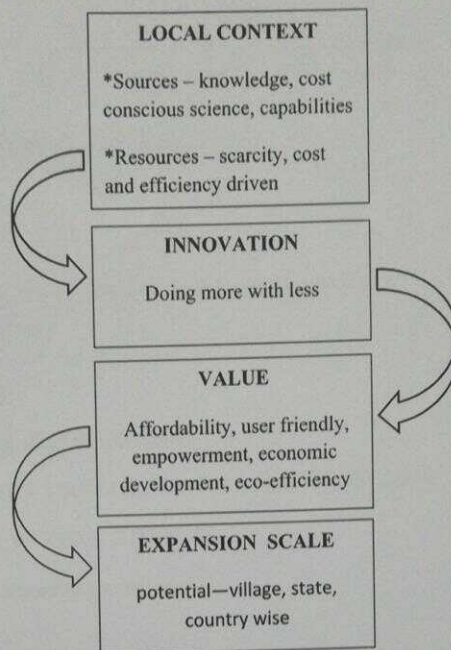 LOCAL CONTEXT
*Sources – knowledge, cost
conscious science, capabilities
*Resources – scarcity, cost
and efficiency driven
INNOVATION
Doing more with less
VALUE
Affordability, user friendly,
empowerment, economic
development, eco-efficiency
EXPANSION SCALE
potential—village, state,
country wise